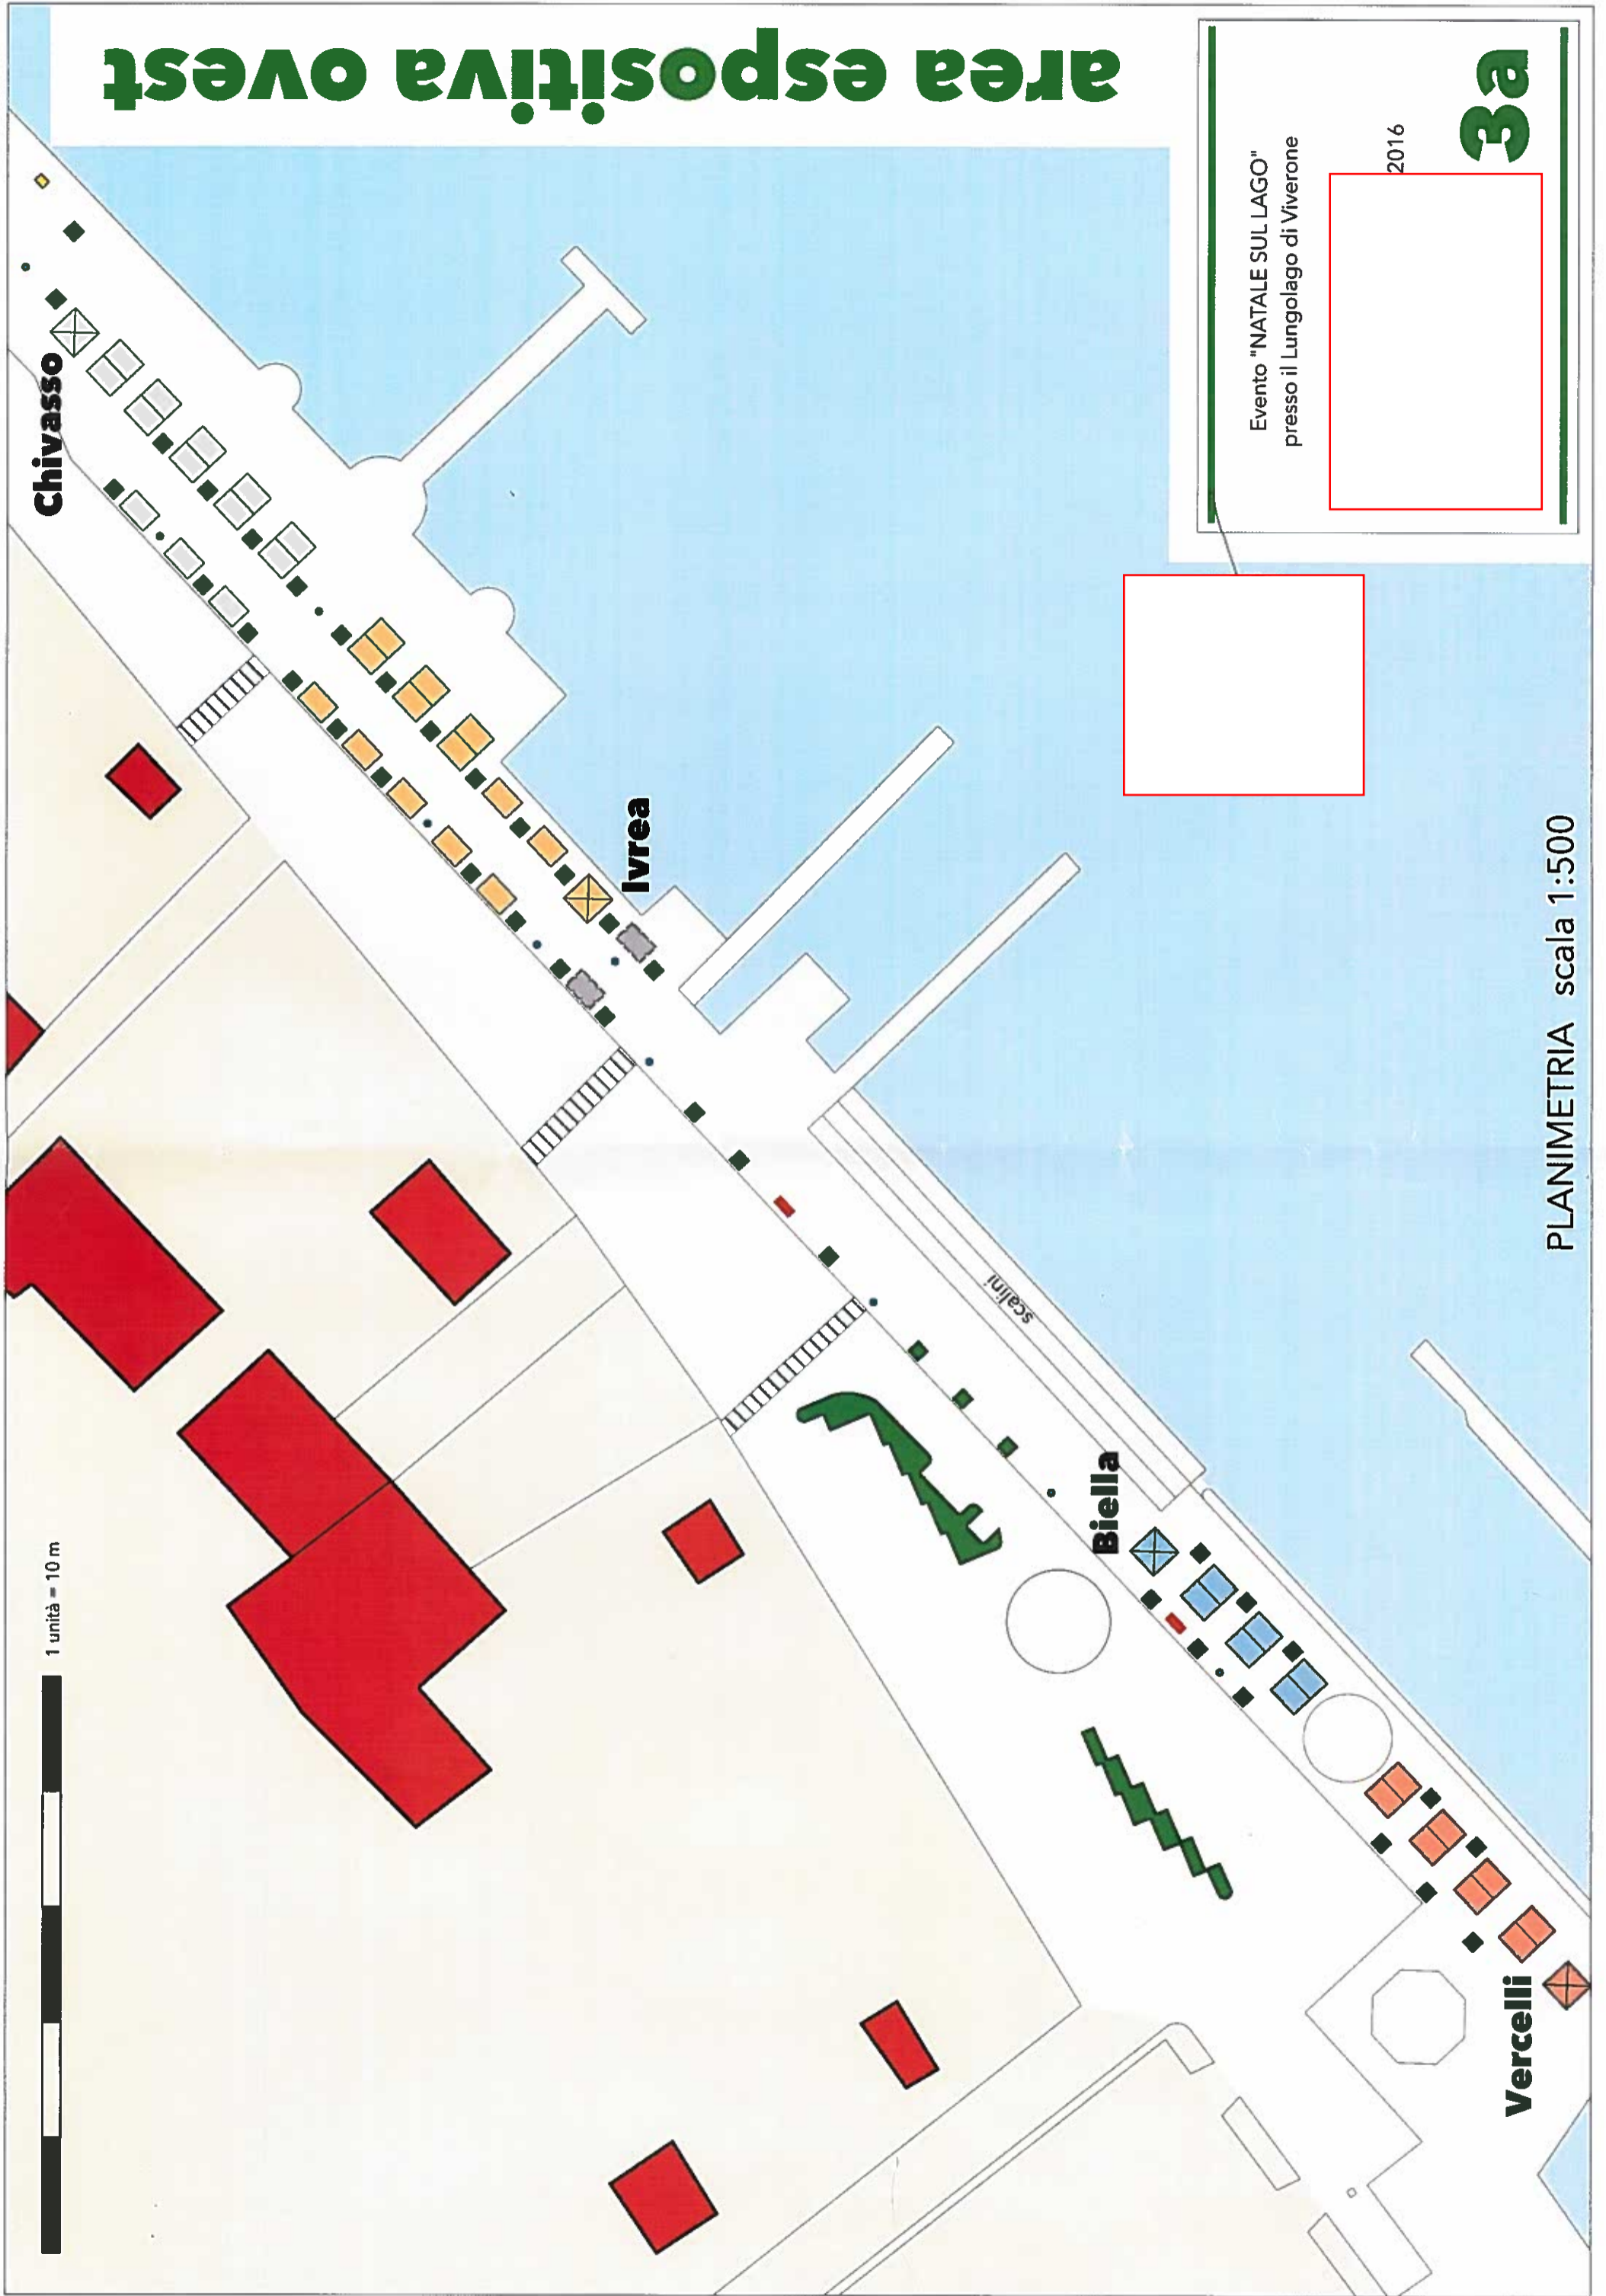 area espositiva ovest
Evento "NATALE SUL LAGO"
presso il Lungolago di Viverone
2016
3a
Chivasso
Ivrea
scalini
Biella
Vercelli
PLANIMETRIA scala 1:500
1 unità = 10 m